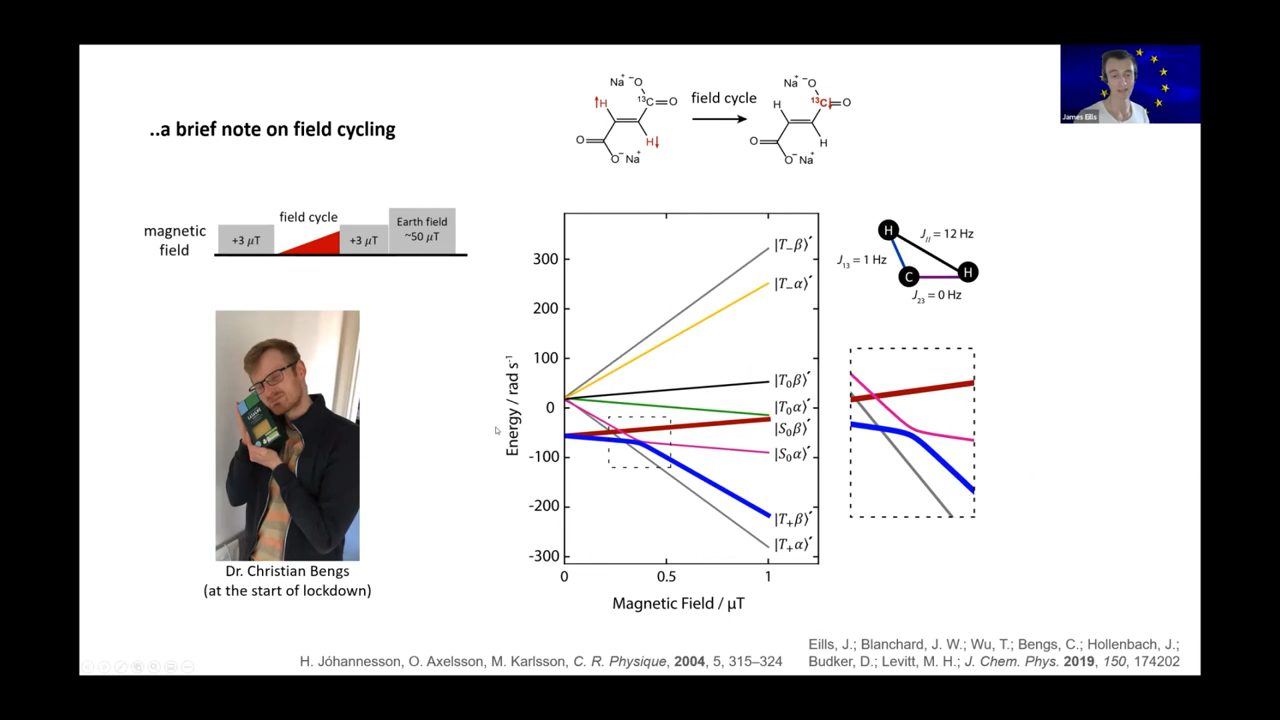 ..a brief note on field cycling
Na⁺ ⁻O
¹³C=O
↑H
H↓
O
O⁻ Na⁺
field cycle
Na⁺ ⁻O
¹³C↓=O
H
H
O
O⁻ Na⁺
James Eills
magnetic
field
+3 µT
field cycle
+3 µT
Earth field
~50 µT
Dr. Christian Bengs
(at the start of lockdown)
Energy / rad s⁻¹
300
200
100
0
-100
-200
-300
0
0.5
1
Magnetic Field / µT
|T₋β⟩′
|T₋α⟩′
|T₀β⟩′
|T₀α⟩′
|S₀β⟩′
|S₀α⟩′
|T₊β⟩′
|T₊α⟩′
H
J// = 12 Hz
J₁₃ = 1 Hz
C
H
J₂₃ = 0 Hz
H. Jóhannesson, O. Axelsson, M. Karlsson, C. R. Physique, 2004, 5, 315–324
Eills, J.; Blanchard, J. W.; Wu, T.; Bengs, C.; Hollenbach, J.;
Budker, D.; Levitt, M. H.; J. Chem. Phys. 2019, 150, 174202